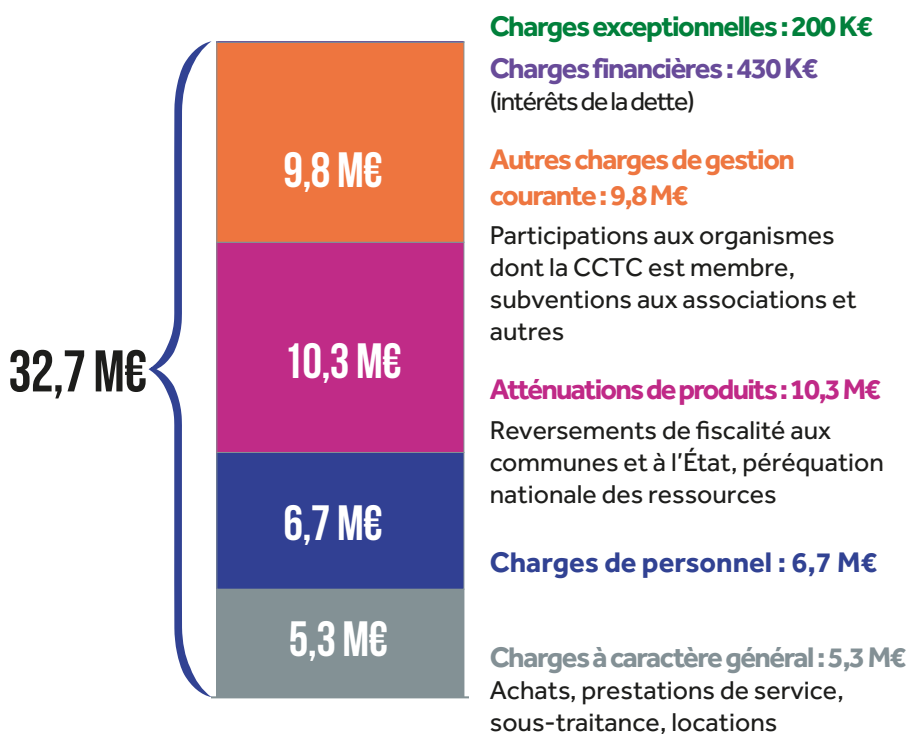 32,7 M€
9,8 M€
10,3 M€
6,7 M€
5,3 M€
Charges exceptionnelles : 200 K€
Charges financières : 430 K€
(intérêts de la dette)
Autres charges de gestion
courante : 9,8 M€
Participations aux organismes
dont la CCTC est membre,
subventions aux associations et
autres
Atténuations de produits : 10,3 M€
Reversements de fiscalité aux
communes et à l’État, péréquation
nationale des ressources
Charges de personnel : 6,7 M€
Charges à caractère général : 5,3 M€
Achats, prestations de service,
sous-traitance, locations